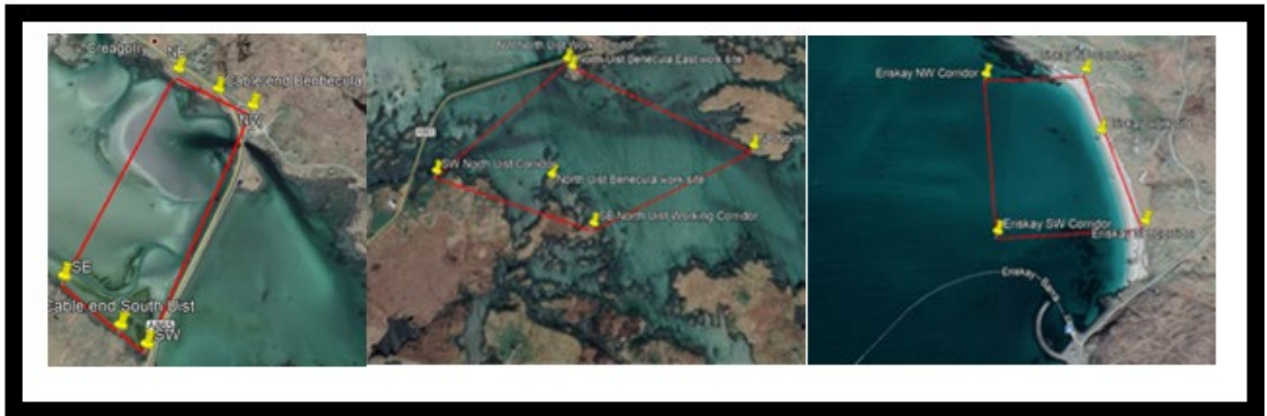 Creagorry
NE
Cable end Benbecula
NW
SE
Cable end South Uist
A865
SW
NW North Uist Work Corridor
North Uist Benecula East work site
SW North Uist Corridor
North Uist Benecula work site
SE North Uist Working Corridor
Eriskay NW Corridor
Eriskay SW Corridor
Eriskay - Barra